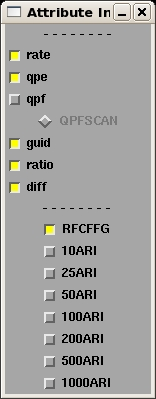 Attribute In
rate
qpe
qpf
QPFSCAN
guid
ratio
diff
RFCFFG
10ARI
25ARI
50ARI
100ARI
200ARI
500ARI
1000ARI